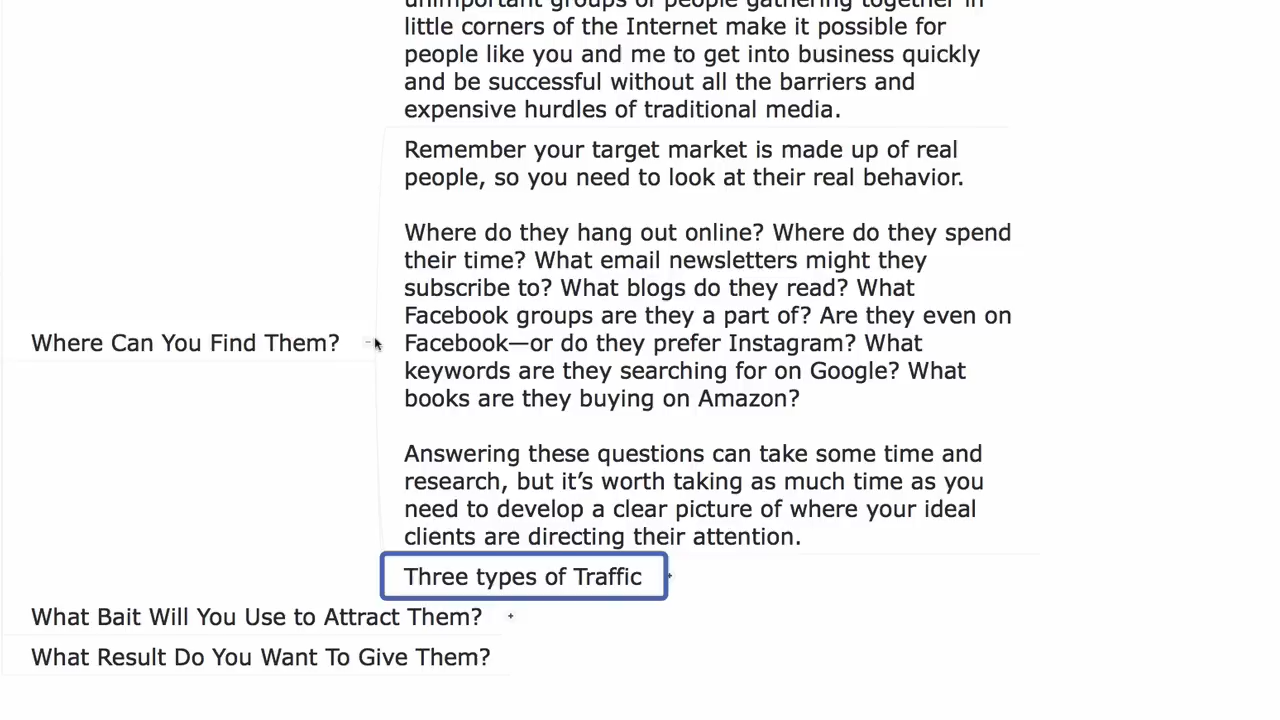 unimportant groups of people gathering together in
little corners of the Internet make it possible for
people like you and me to get into business quickly
and be successful without all the barriers and
expensive hurdles of traditional media.
Remember your target market is made up of real
people, so you need to look at their real behavior.
Where do they hang out online? Where do they spend
their time? What email newsletters might they
subscribe to? What blogs do they read? What
Facebook groups are they a part of? Are they even on
Where Can You Find Them?
Facebook—or do they prefer Instagram? What
keywords are they searching for on Google? What
books are they buying on Amazon?
Answering these questions can take some time and
research, but it’s worth taking as much time as you
need to develop a clear picture of where your ideal
clients are directing their attention.
Three types of Traffic
What Bait Will You Use to Attract Them?
What Result Do You Want To Give Them?